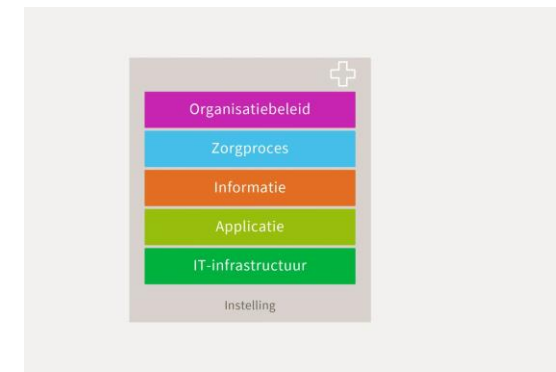 Organisatiebeleid
Zorgproces
Informatie
Applicatie
IT-infrastructuur
Instelling